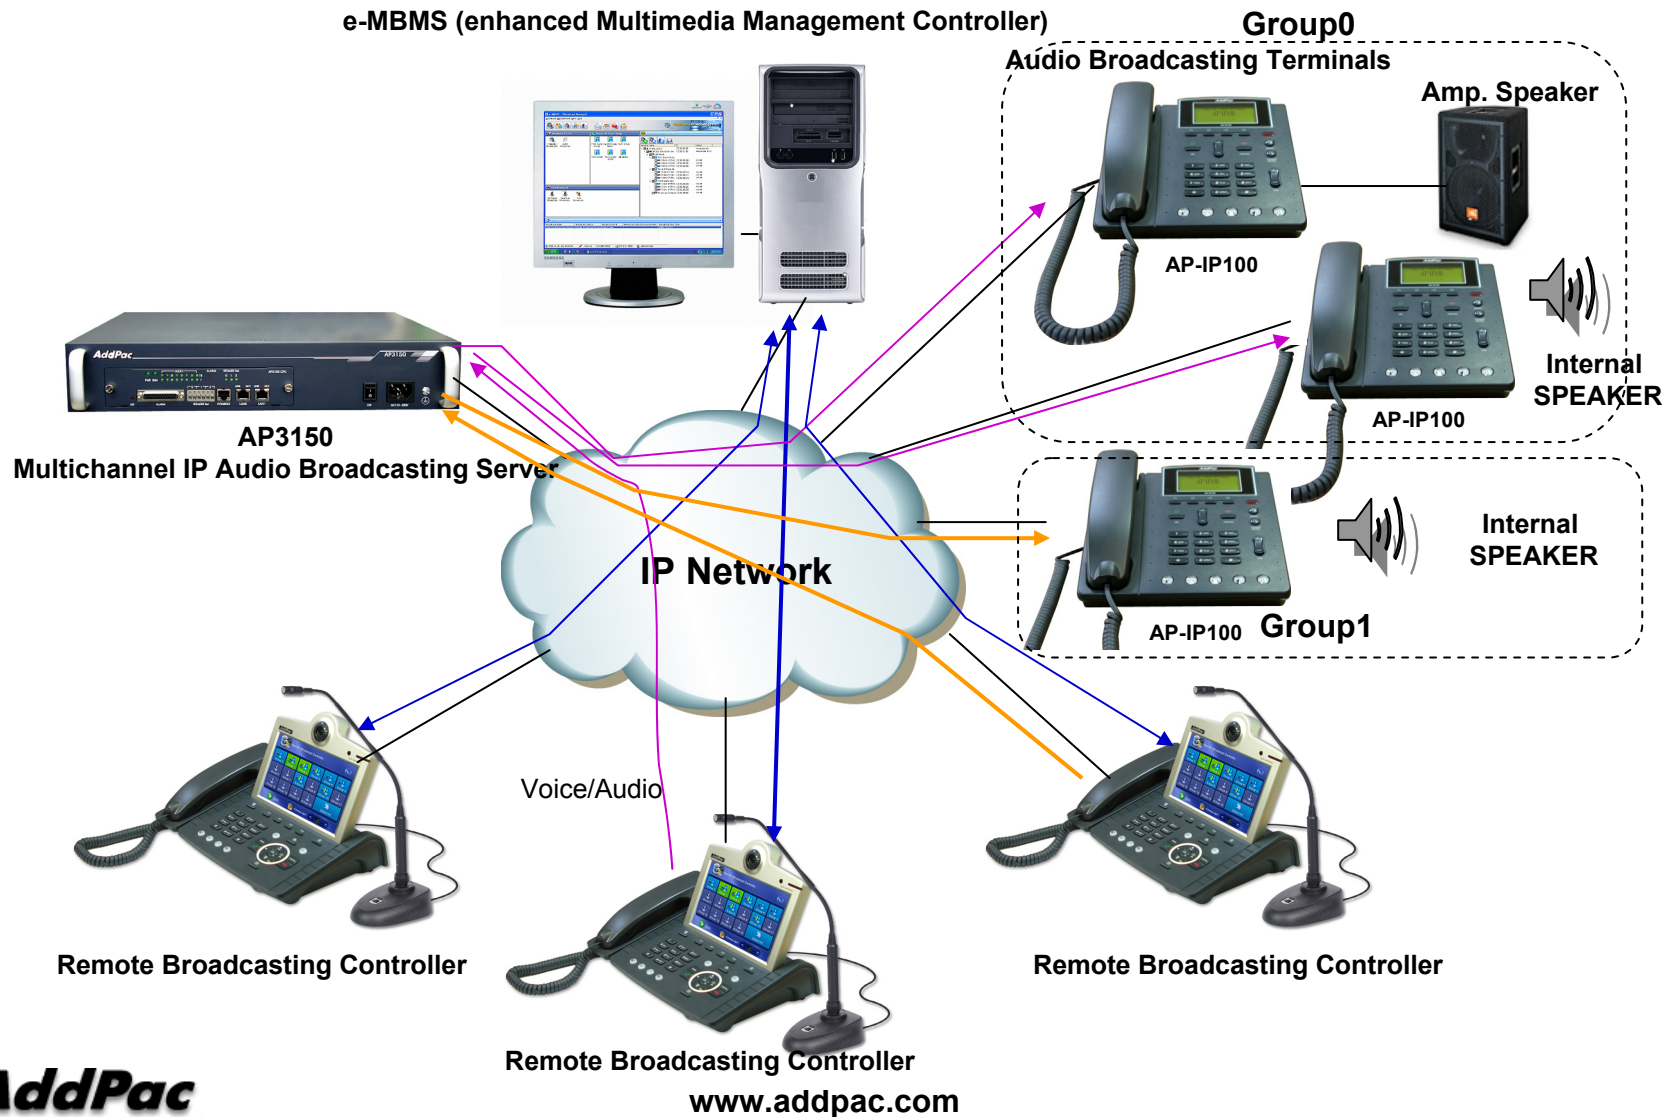 e-MBMS (enhanced Multimedia Management Controller)
Group0
Audio Broadcasting Terminals
Amp. Speaker
AP-IP100
Internal
SPEAKER
AP-IP100
AddPac
AP3150
AP3150
Multichannel IP Audio Broadcasting Server
IP Network
Internal
SPEAKER
AP-IP100
Group1
Voice/Audio
Remote Broadcasting Controller
Remote Broadcasting Controller
Remote Broadcasting Controller
AddPac
www.addpac.com